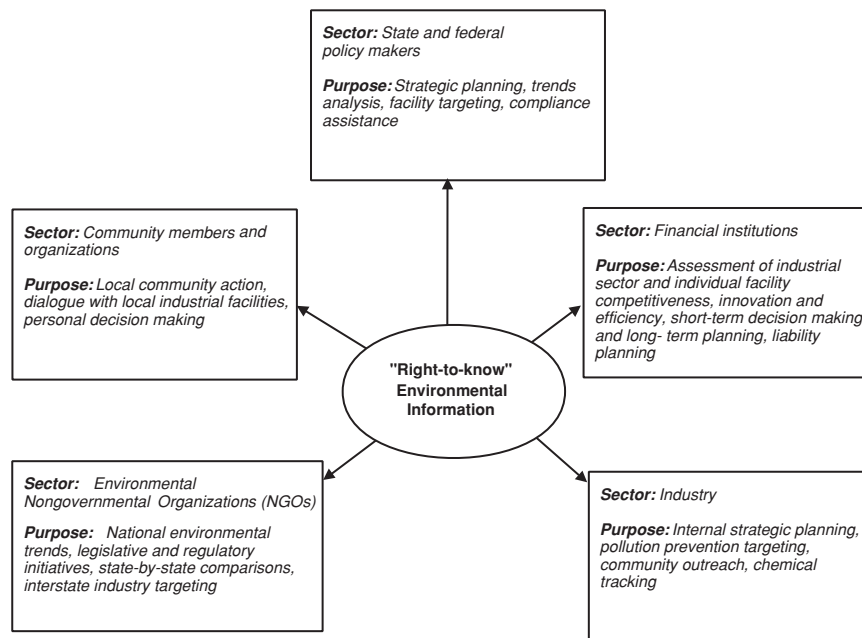 Sector: State and federal
policy makers
Purpose: Strategic planning, trends
analysis, facility targeting, compliance
assistance
Sector: Community members and
organizations
Purpose: Local community action,
dialogue with local industrial facilities,
personal decision making
Sector: Financial institutions
Purpose: Assessment of industrial
sector and individual facility
competitiveness, innovation and
efficiency, short-term decision making
and long- term planning, liability
planning
"Right-to-know"
Environmental
Information
Sector: Environmental
Nongovernmental Organizations (NGOs)
Purpose: National environmental
trends, legislative and regulatory
initiatives, state-by-state comparisons,
interstate industry targeting
Sector: Industry
Purpose: Internal strategic planning,
pollution prevention targeting,
community outreach, chemical
tracking